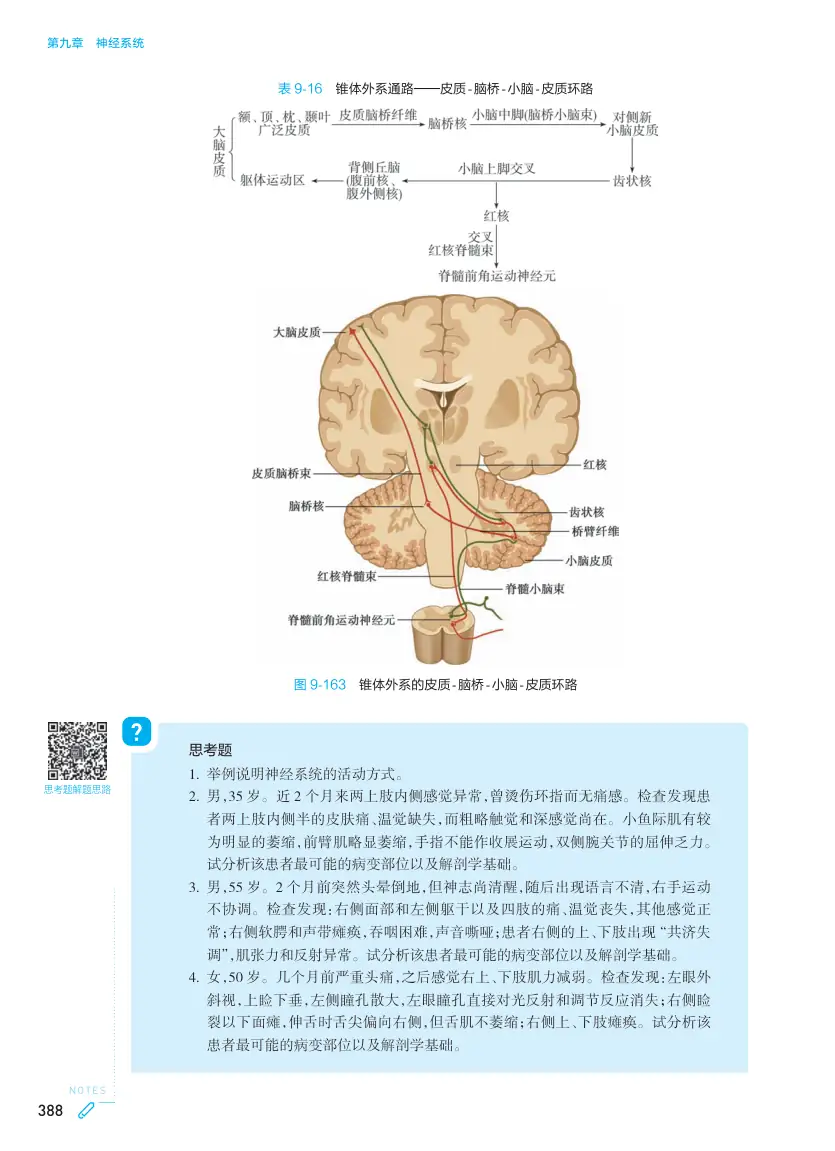 第九章 神经系统
表 9-16 锥体外系通路——皮质-脑桥-小脑-皮质环路
大脑皮质
额、顶、枕、颞叶
广泛皮质
皮质脑桥纤维
脑桥核
小脑中脚(脑桥小脑束)
对侧新
小脑皮质
躯体运动区
背侧丘脑
(腹前核、
腹外侧核)
小脑上脚交叉
齿状核
红核
交叉
红核脊髓束
脊髓前角运动神经元
大脑皮质
皮质脑桥束
红核
脑桥核
齿状核
桥臂纤维
小脑皮质
红核脊髓束
脊髓小脑束
脊髓前角运动神经元
图 9-163 锥体外系的皮质-脑桥-小脑-皮质环路
?
思考题解题思路
思考题
1. 举例说明神经系统的活动方式。
2. 男,35 岁。近 2 个月来两上肢内侧感觉异常,曾烫伤环指而无痛感。检查发现患
者两上肢内侧半的皮肤痛、温觉缺失,而粗略触觉和深感觉尚在。小鱼际肌有较
为明显的萎缩,前臂肌略显萎缩,手指不能作收展运动,双侧腕关节的屈伸乏力。
试分析该患者最可能的病变部位以及解剖学基础。
3. 男,55 岁。2 个月前突然头晕倒地,但神志尚清醒,随后出现语言不清,右手运动
不协调。检查发现:右侧面部和左侧躯干以及四肢的痛、温觉丧失,其他感觉正
常;右侧软腭和声带瘫痪,吞咽困难,声音嘶哑;患者右侧的上、下肢出现“共济失
调”,肌张力和反射异常。试分析该患者最可能的病变部位以及解剖学基础。
4. 女,50 岁。几个月前严重头痛,之后感觉右上、下肢肌力减弱。检查发现:左眼外
斜视,上睑下垂,左侧瞳孔散大,左眼瞳孔直接对光反射和调节反应消失;右侧睑
裂以下面瘫,伸舌时舌尖偏向右侧,但舌肌不萎缩;右侧上、下肢瘫痪。试分析该
患者最可能的病变部位以及解剖学基础。
NOTES
388